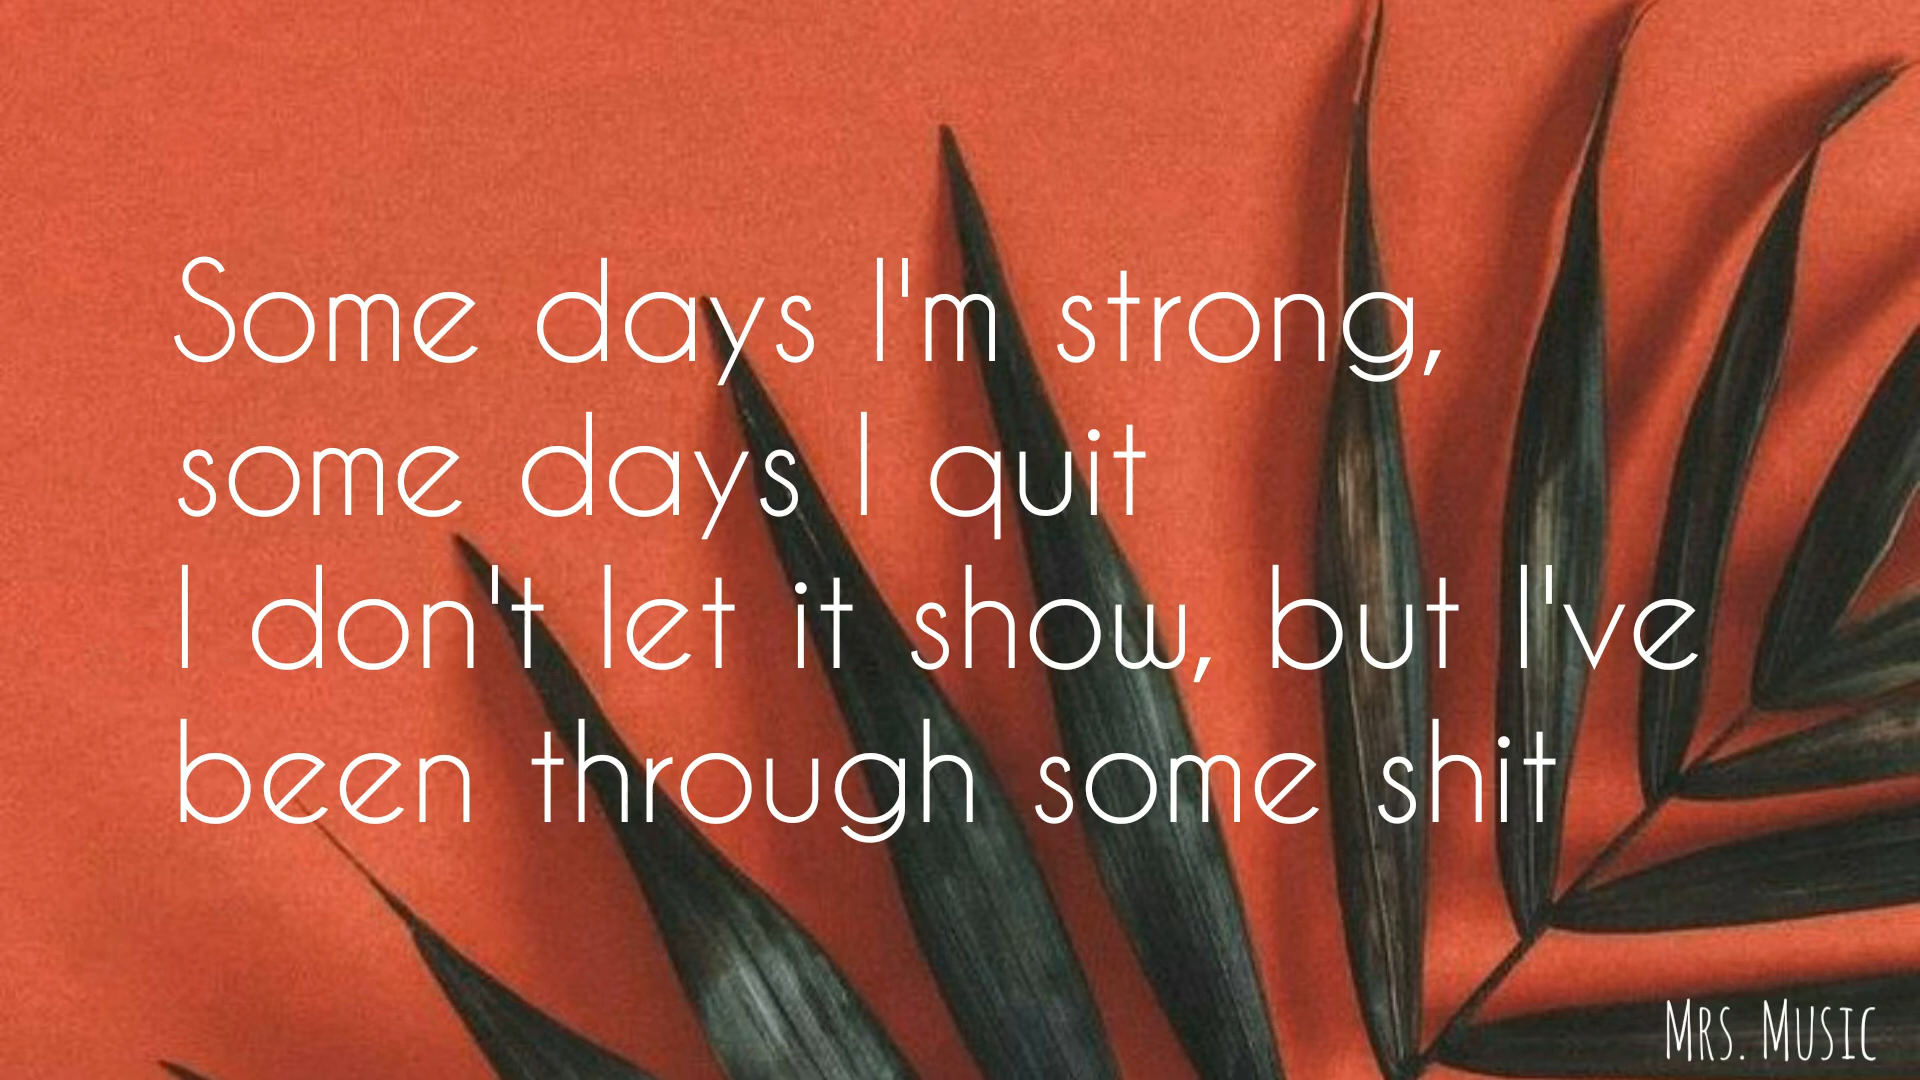 Some days I'm strong,
some days I quit
I don't let it show, but I've
been through some shit
Mrs. Music